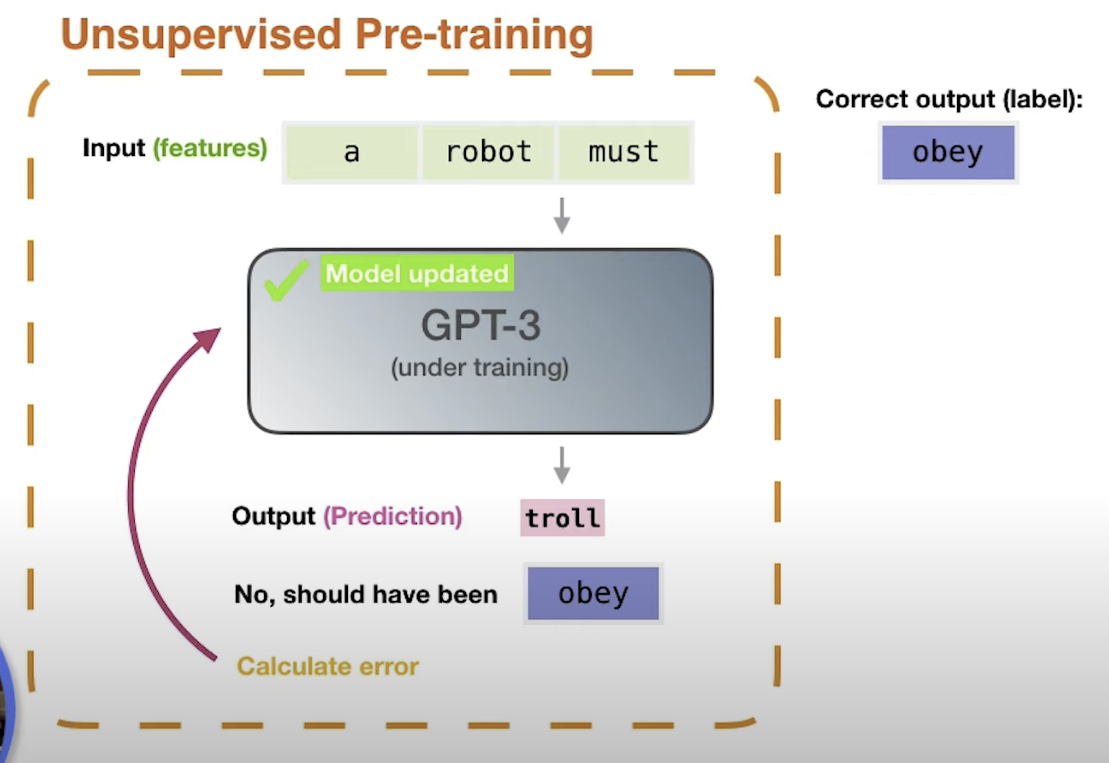 Unsupervised Pre-training
Correct output (label):
Input (features) a robot must
obey
Model updated
GPT-3
(under training)
Output (Prediction) troll
No, should have been obey
Calculate error